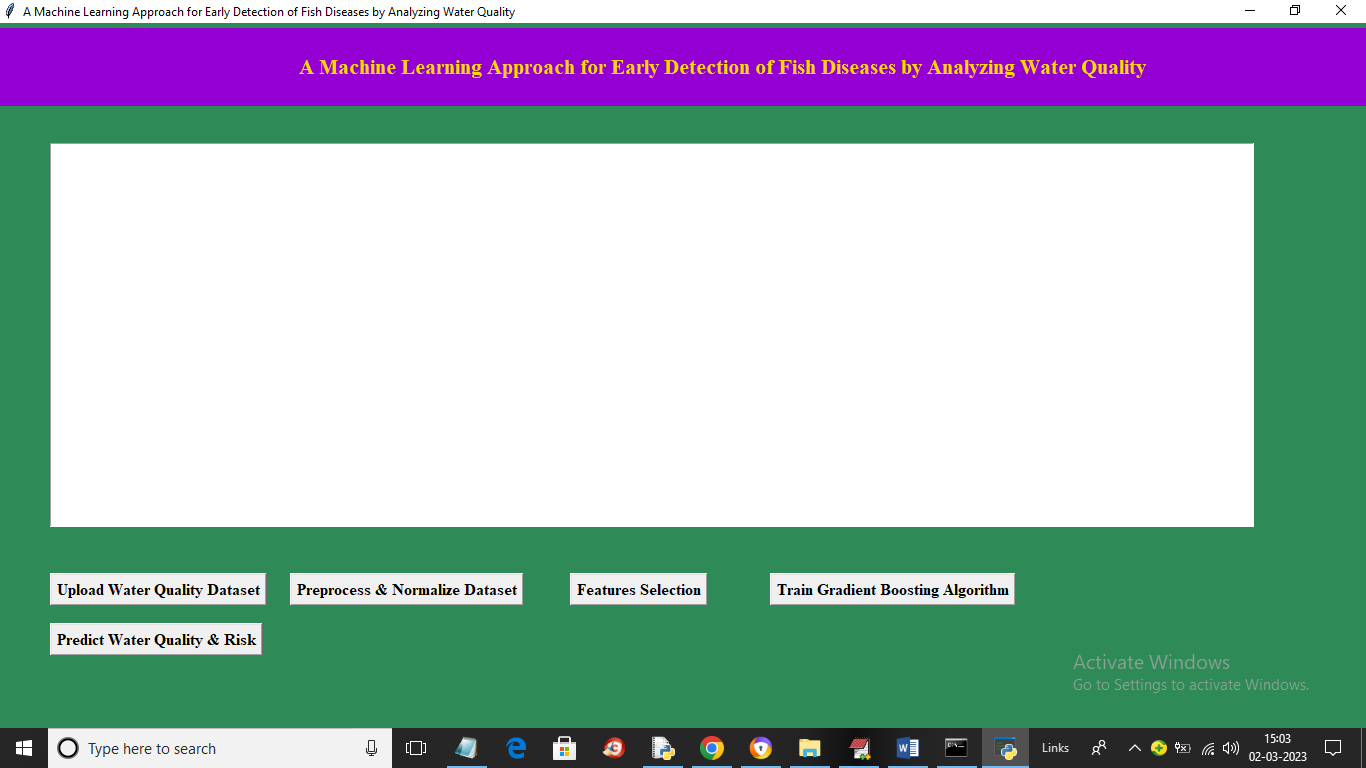 A Machine Learning Approach for Early Detection of Fish Diseases by Analyzing Water Quality
A Machine Learning Approach for Early Detection of Fish Diseases by Analyzing Water Quality
Upload Water Quality Dataset
Preprocess & Normalize Dataset
Features Selection
Train Gradient Boosting Algorithm
Predict Water Quality & Risk
Activate Windows
Go to Settings to activate Windows.
Type here to search
Links
15:03
02-03-2023